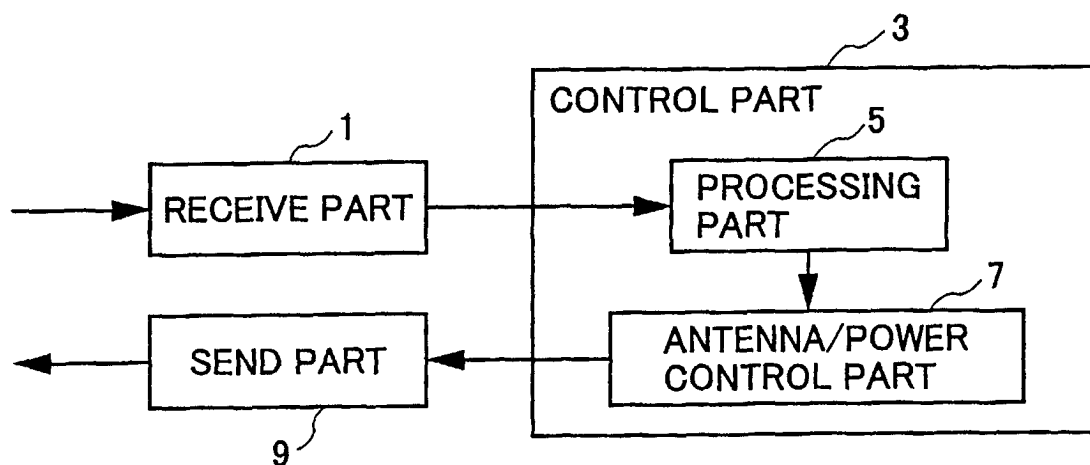 3
CONTROL PART
1
5
RECEIVE PART
PROCESSING
PART
7
SEND PART
ANTENNA/POWER
CONTROL PART
9